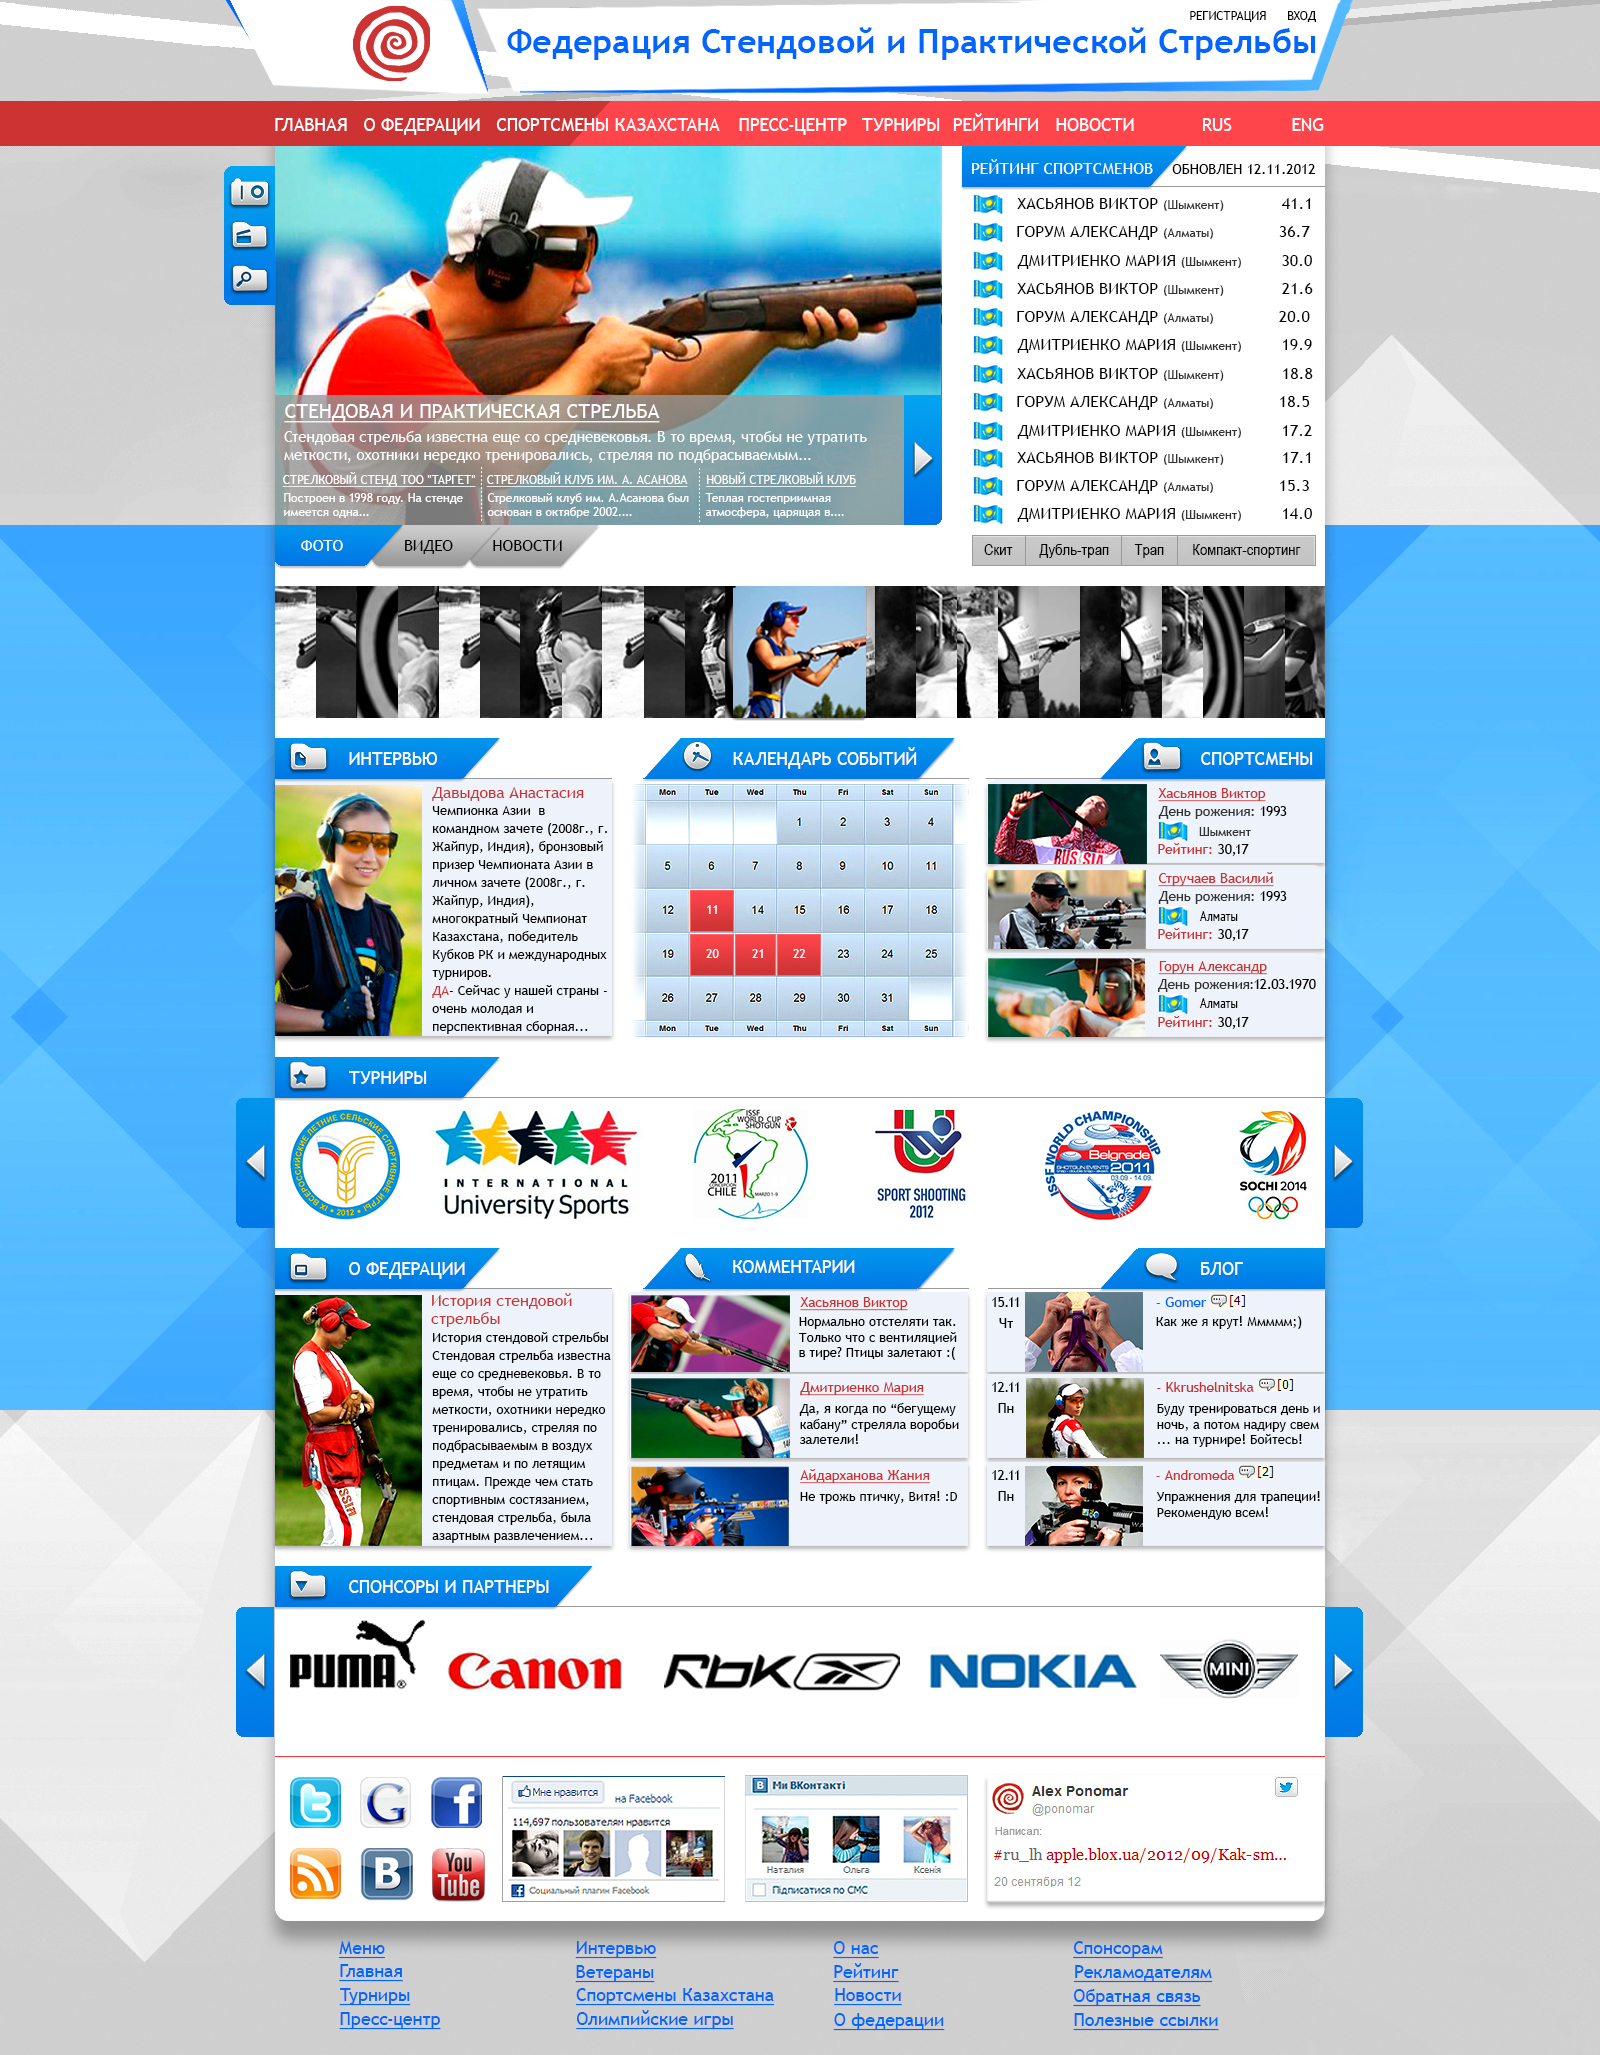 РЕГИСТРАЦИЯ ВХОД
Федерация Стендовой и Практической Стрельбы
ГЛАВНАЯ О ФЕДЕРАЦИИ СПОРТСМЕНЫ КАЗАХСТАНА ПРЕСС-ЦЕНТР ТУРНИРЫ РЕЙТИНГИ НОВОСТИ RUS ENG
СТЕНДОВАЯ И ПРАКТИЧЕСКАЯ СТРЕЛЬБА
Стендовая стрельба известна еще со средневековья. В то время, чтобы не утратить
меткости, охотники нередко тренировались, стреляя по подбрасываемым...
СТРЕЛКОВЫЙ СТЕНД ТОО "ТАРГЕТ"
Построен в 1998 году. На стенде
имеется одна...
СТРЕЛКОВЫЙ КЛУБ ИМ. А. АСАНОВА
Стрелковый клуб им. А.Асанова был
основан в октябре 2002....
НОВЫЙ СТРЕЛКОВЫЙ КЛУБ
Теплая гостеприимная
атмосфера, царящая в....
ФОТО ВИДЕО НОВОСТИ
РЕЙТИНГ СПОРТСМЕНОВ ОБНОВЛЕН 12.11.2012
ХАСЬЯНОВ ВИКТОР (Шымкент) 41.1
ГОРУМ АЛЕКСАНДР (Алматы) 36.7
ДМИТРИЕНКО МАРИЯ (Шымкент) 30.0
ХАСЬЯНОВ ВИКТОР (Шымкент) 21.6
ГОРУМ АЛЕКСАНДР (Алматы) 20.0
ДМИТРИЕНКО МАРИЯ (Шымкент) 19.9
ХАСЬЯНОВ ВИКТОР (Шымкент) 18.8
ГОРУМ АЛЕКСАНДР (Алматы) 18.5
ДМИТРИЕНКО МАРИЯ (Шымкент) 17.2
ХАСЬЯНОВ ВИКТОР (Шымкент) 17.1
ГОРУМ АЛЕКСАНДР (Алматы) 15.3
ДМИТРИЕНКО МАРИЯ (Шымкент) 14.0
Скит Дубль-трап Трап Компакт-спортинг
ИНТЕРВЬЮ
Давыдова Анастасия
Чемпионка Азии в
командном зачете (2008г., г.
Жайпур, Индия), бронзовый
призер Чемпионата Азии в
личном зачете (2008г., г.
Жайпур, Индия),
многократный Чемпионат
Казахстана, победитель
Кубков РК и международных
турниров.
ДА- Сейчас у нашей страны -
очень молодая и
перспективная сборная...
КАЛЕНДАРЬ СОБЫТИЙ
Mon Tue Wed Thu Fri Sat Sun
1 2 3 4
5 6 7 8 9 10 11
12 11 14 15 16 17 18
19 20 21 22 23 24 25
26 27 28 29 30 31
Mon Tue Wed Thu Fri Sat Sun
СПОРТСМЕНЫ
RUSSIA
Хасьянов Виктор
День рожения: 1993
Шымкент
Рейтинг: 30,17
Стручаев Василий
День рожения: 1993
Алматы
Рейтинг: 30,17
Горун Александр
День рожения:12.03.1970
Алматы
Рейтинг: 30,17
ТУРНИРЫ
IX ВСЕРОССИЙСКИЕ ЛЕТНИЕ СЕЛЬСКИЕ СПОРТИВНЫЕ ИГРЫ • 2012 •
INTERNATIONAL
University Sports
ISSF
WORLD CUP
SHOTGUN
2011
CONCEPCION
CHILE
MARZO 1-9
SPORT SHOOTING
2012
ISSF WORLD CHAMPIONSHIP
Belgrade
SHOTGUN EVENTS
2011
03.09 - 14.09.
SOCHI 2014
О ФЕДЕРАЦИИ
История стендовой
стрельбы
История стендовой стрельбы
Стендовая стрельба известна
еще со средневековья. В то
время, чтобы не утратить
меткости, охотники нередко
тренировались, стреляя по
подбрасываемым в воздух
предметам и по летящим
птицам. Прежде чем стать
спортивным состязанием,
стендовая стрельба, была
азартным развлечением...
КОММЕНТАРИИ
Хасьянов Виктор
Нормально отстеляти так.
Только что с вентиляцией
в тире? Птицы залетают :(
Дмитриенко Мария
Да, я когда по “бегущему
кабану” стреляла воробьи
залетели!
Айдарханова Жания
Не трожь птичку, Витя! :D
БЛОГ
15.11
Чт
- Gomer [4]
Как же я крут! Ммммм;)
12.11
Пн
- Kkrushelnitska [0]
Буду тренироваться день и
ночь, а потом надиру свем
... на турнире! Бойтесь!
12.11
Пн
- Andromeda [2]
Упражнения для трапеции!
Рекомендую всем!
СПОНСОРЫ И ПАРТНЕРЫ
PUMA®
Canon
Rbk
NOKIA
MINI
You
Tube
Мне нравится на Facebook
114,697 пользователям нравится
Социальный плагин Facebook
В Ми ВКонтакті
Наталия Ольга Ксенія
Підписатися по СМС
Alex Ponomar
@ponomar
Написал:
#ru_lh apple.blox.ua/2012/09/Kak-sm...
20 сентября 12
Меню
Главная
Турниры
Пресс-центр
Интервью
Ветераны
Спортсмены Казахстана
Олимпийские игры
О нас
Рейтинг
Новости
О федерации
Спонсорам
Рекламодателям
Обратная связь
Полезные ссылки